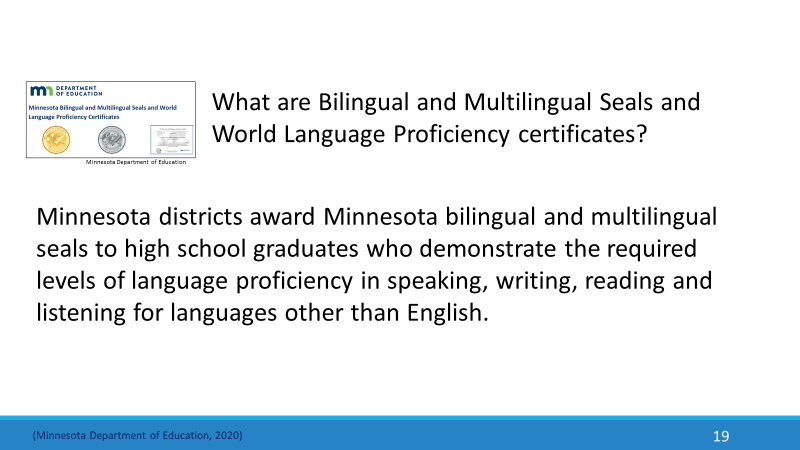 mn DEPARTMENT
OF EDUCATION
Minnesota Bilingual and Multilingual Seals and World
Language Proficiency Certificates
Minnesota Department of Education
What are Bilingual and Multilingual Seals and
World Language Proficiency certificates?
Minnesota districts award Minnesota bilingual and multilingual
seals to high school graduates who demonstrate the required
levels of language proficiency in speaking, writing, reading and
listening for languages other than English.
(Minnesota Department of Education, 2020)
19